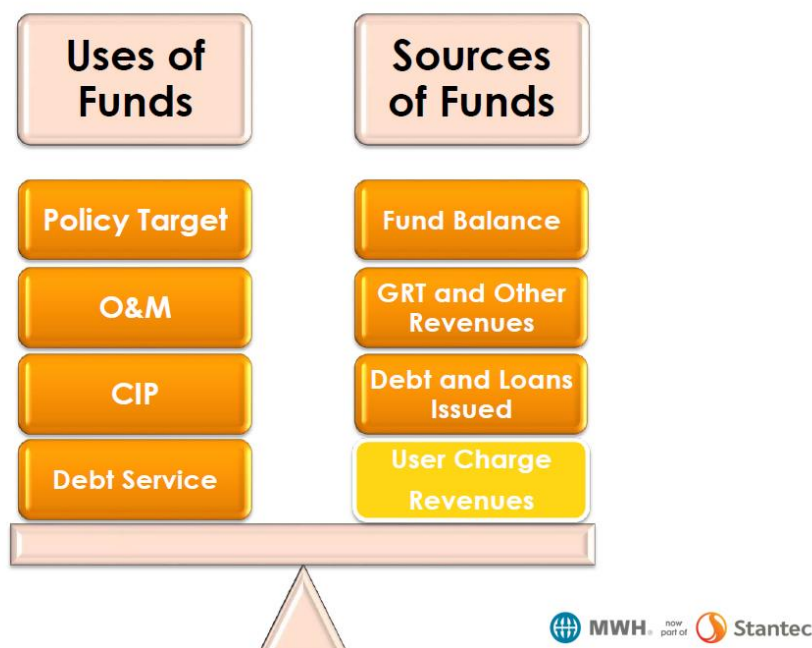 Uses of
Funds
Sources
of Funds
Policy Target
O&M
CIP
Debt Service
Fund Balance
GRT and Other
Revenues
Debt and Loans
Issued
User Charge
Revenues
MWH® now part of Stantec